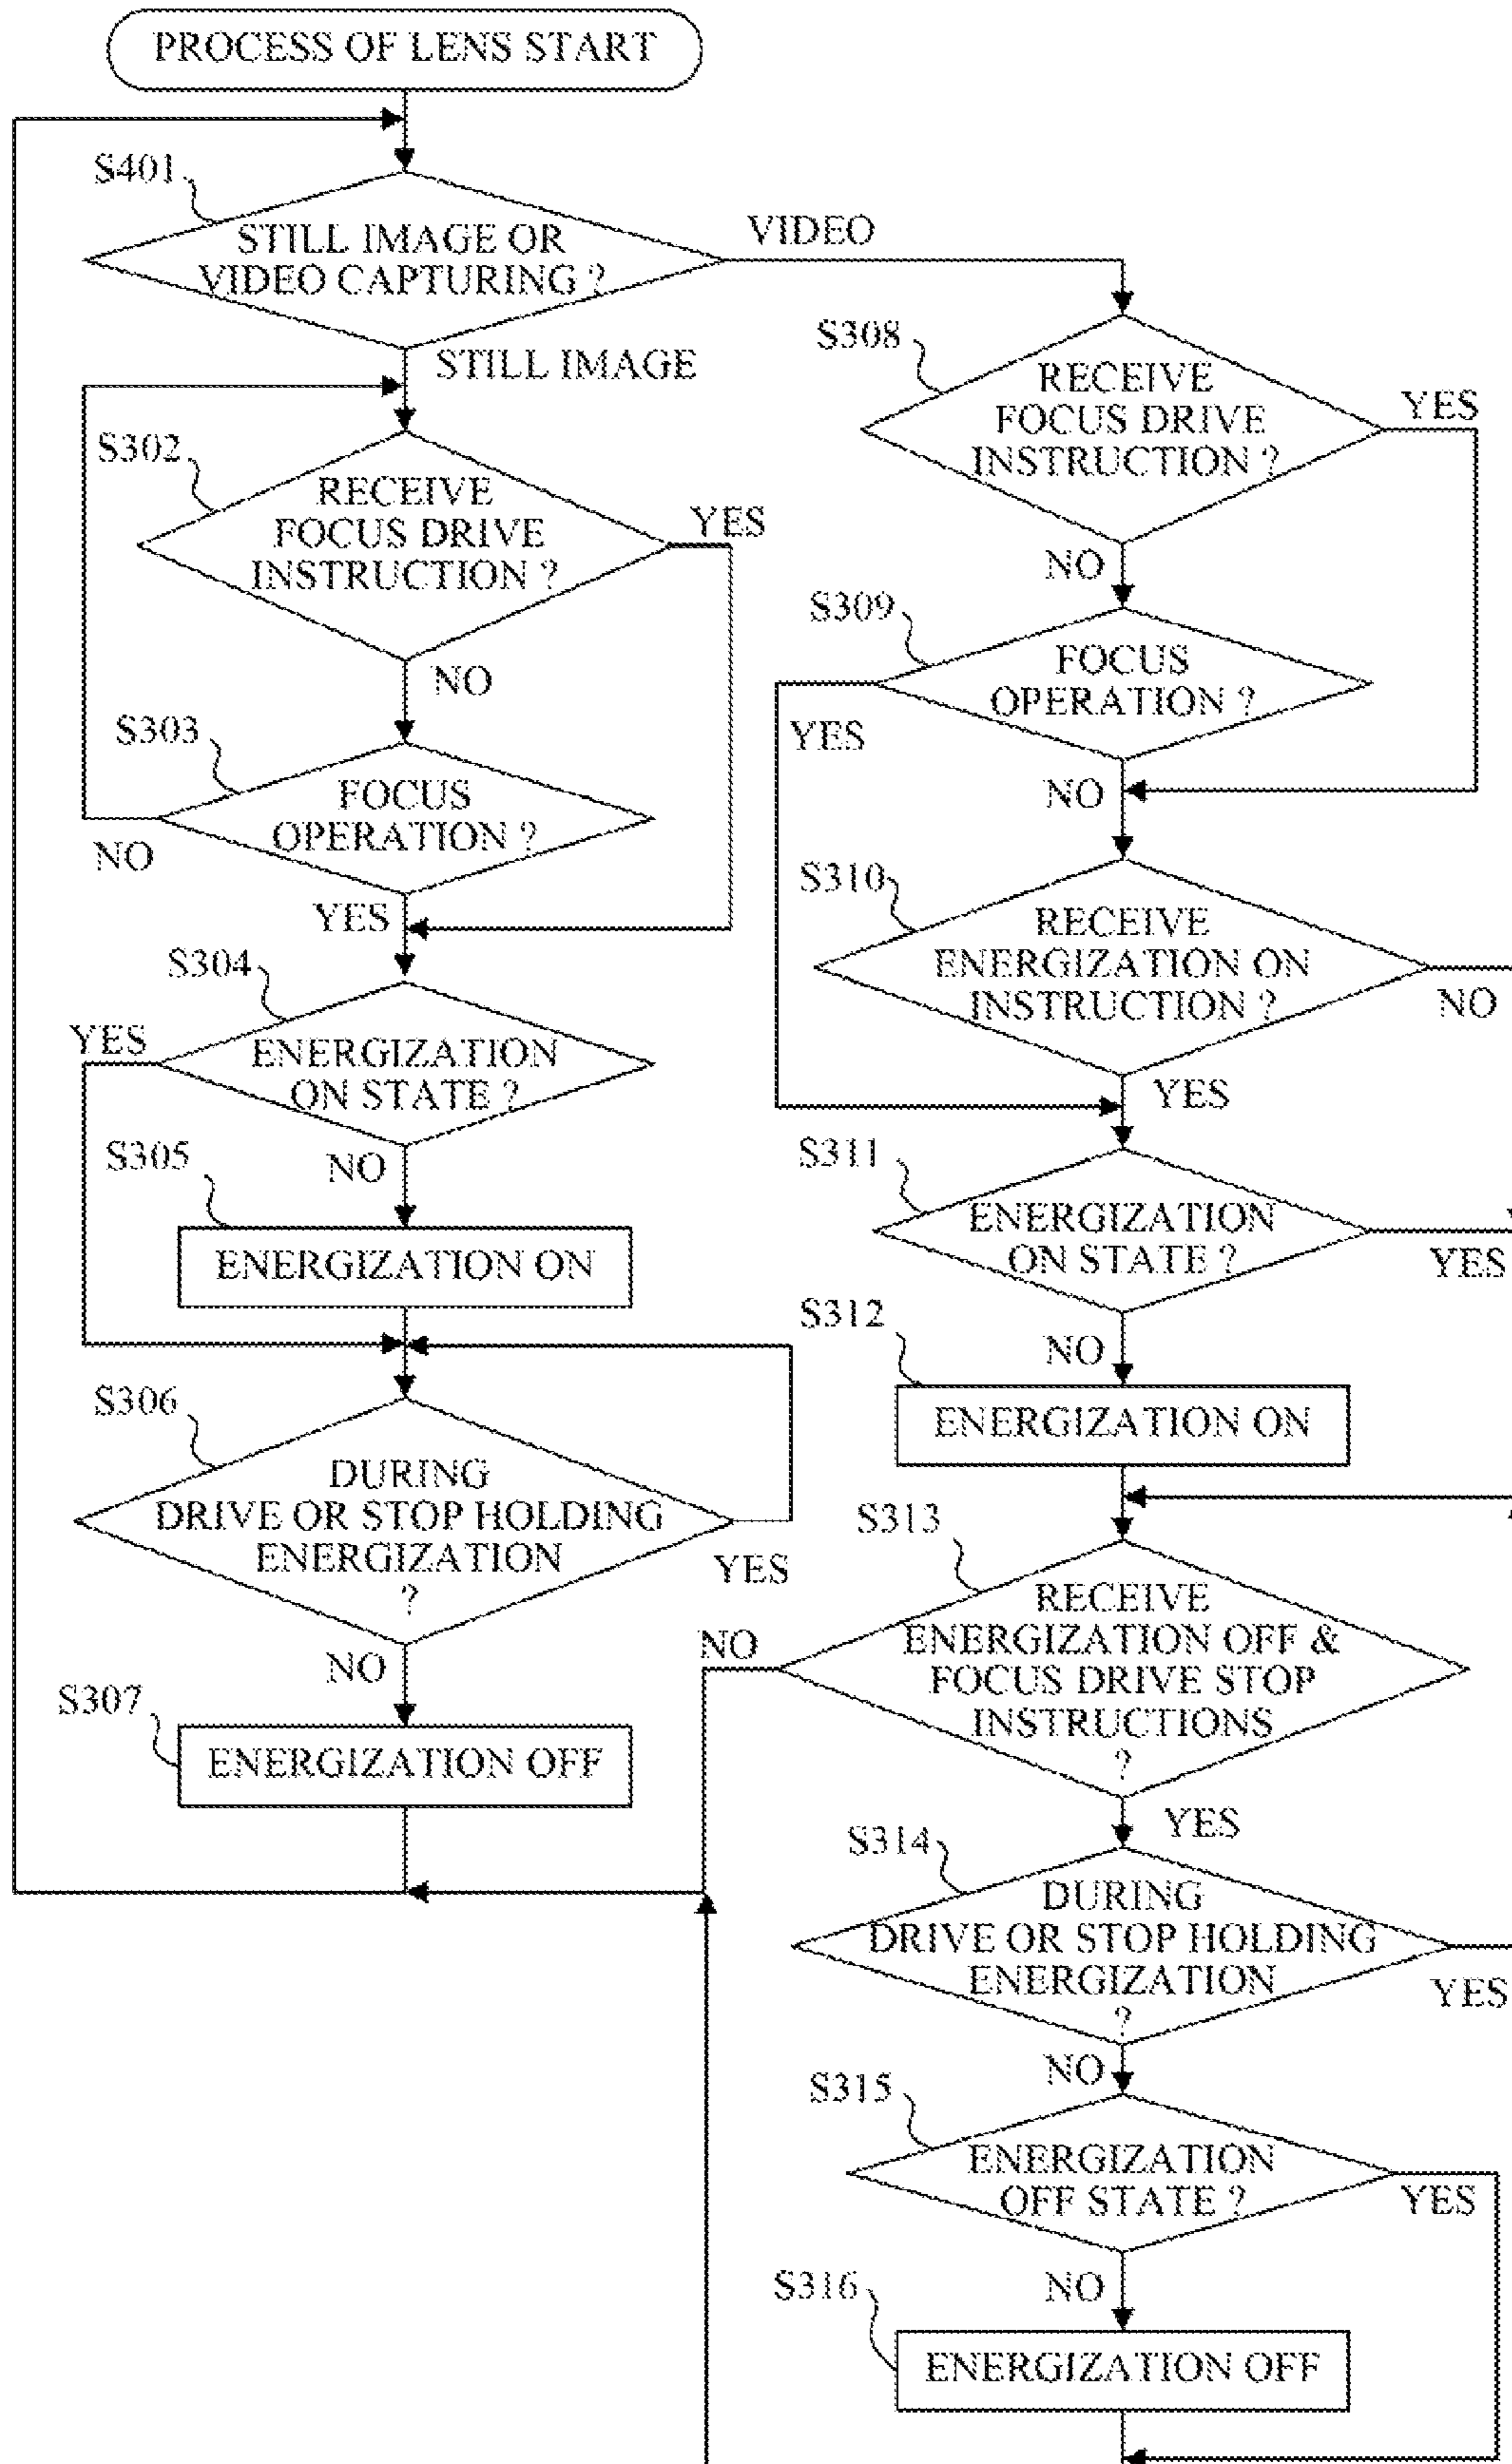 PROCESS OF LENS START
S401
STILL IMAGE OR
VIDEO CAPTURING ?
VIDEO
STILL IMAGE
S302
RECEIVE
FOCUS DRIVE
INSTRUCTION ?
YES
NO
S303
FOCUS
OPERATION ?
NO
YES
S304
YES
ENERGIZATION
ON STATE ?
NO
S305
ENERGIZATION ON
S306
DURING
DRIVE OR STOP HOLDING
ENERGIZATION
?
YES
NO
S307
ENERGIZATION OFF
S308
RECEIVE
FOCUS DRIVE
INSTRUCTION ?
YES
NO
S309
FOCUS
OPERATION ?
YES
NO
S310
RECEIVE
ENERGIZATION ON
INSTRUCTION ?
NO
YES
S311
ENERGIZATION
ON STATE ?
YES
NO
S312
ENERGIZATION ON
S313
RECEIVE
ENERGIZATION OFF &
FOCUS DRIVE STOP
INSTRUCTIONS
?
NO
YES
S314
DURING
DRIVE OR STOP HOLDING
ENERGIZATION
?
YES
NO
S315
ENERGIZATION
OFF STATE ?
YES
NO
S316
ENERGIZATION OFF